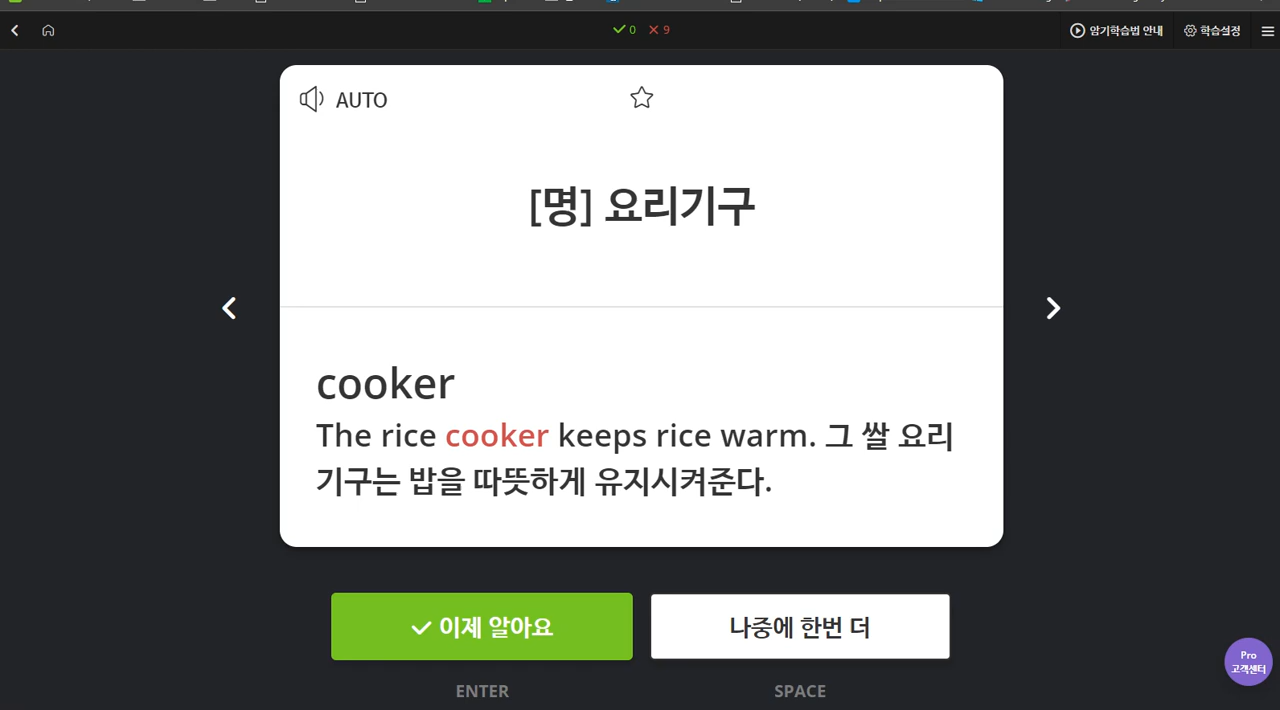 0 9
암기학습법 안내
학습설정
AUTO
[명] 요리기구
cooker
The rice cooker keeps rice warm. 그 쌀 요리
기구는 밥을 따뜻하게 유지시켜준다.
이제 알아요
나중에 한번 더
ENTER
SPACE
Pro
고객센터